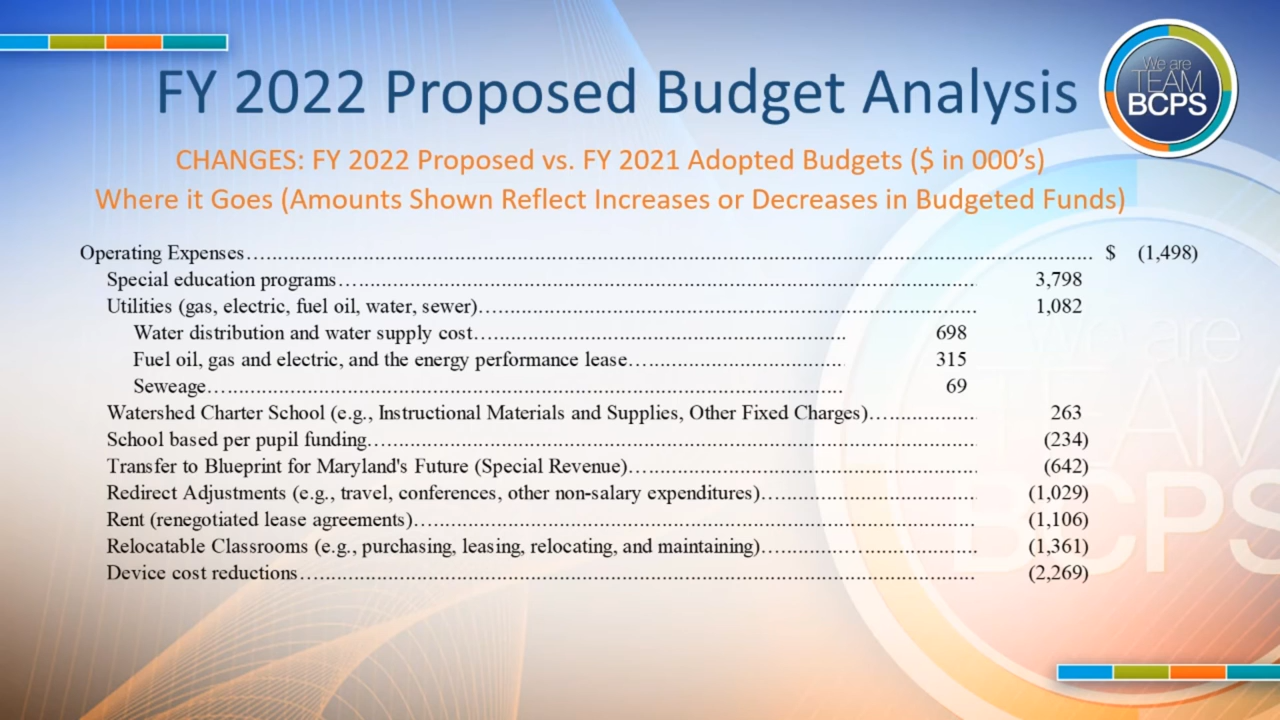 We are
TEAM
BCPS
FY 2022 Proposed Budget Analysis
CHANGES: FY 2022 Proposed vs. FY 2021 Adopted Budgets ($ in 000’s)
Where it Goes (Amounts Shown Reflect Increases or Decreases in Budgeted Funds)
Operating Expenses $ (1,498)
Special education programs 3,798
Utilities (gas, electric, fuel oil, water, sewer) 1,082
Water distribution and water supply cost 698
Fuel oil, gas and electric, and the energy performance lease 315
Seweage 69
Watershed Charter School (e.g., Instructional Materials and Supplies, Other Fixed Charges) 263
School based per pupil funding (234)
Transfer to Blueprint for Maryland's Future (Special Revenue) (642)
Redirect Adjustments (e.g., travel, conferences, other non-salary expenditures) (1,029)
Rent (renegotiated lease agreements) (1,106)
Relocatable Classrooms (e.g., purchasing, leasing, relocating, and maintaining) (1,361)
Device cost reductions (2,269)
We are
TEAM
BCPS